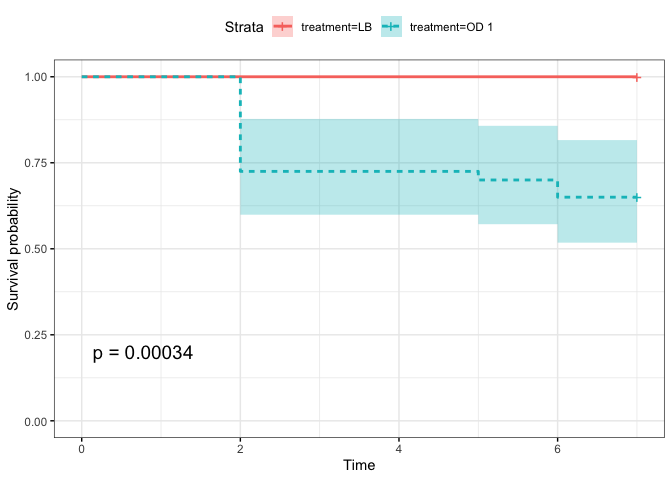 Strata treatment=LB treatment=OD 1
1.00
0.75
0.50
0.25
0.00
Survival probability
p = 0.00034
0 2 4 6
Time